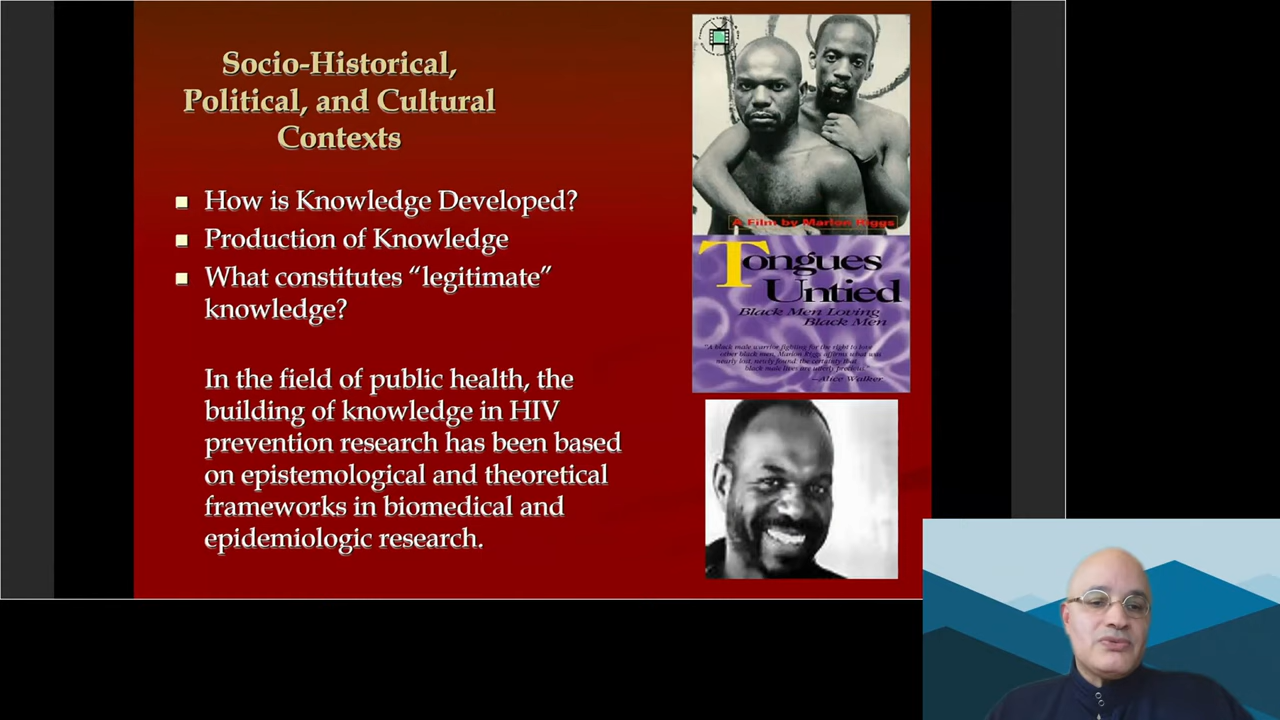 Socio-Historical,
Political, and Cultural
Contexts
How is Knowledge Developed?
Production of Knowledge
What constitutes “legitimate”
knowledge?
In the field of public health, the
building of knowledge in HIV
prevention research has been based
on epistemological and theoretical
frameworks in biomedical and
epidemiologic research.
A Film by Marlon Riggs
Tongues
Untied
Black Men Loving
Black Men
"A black male warrior fighting for the right to love
other black men, Marlon Riggs affirms what was
nearly lost, newly found: the certainty that
black male lives are utterly precious."
—Alice Walker